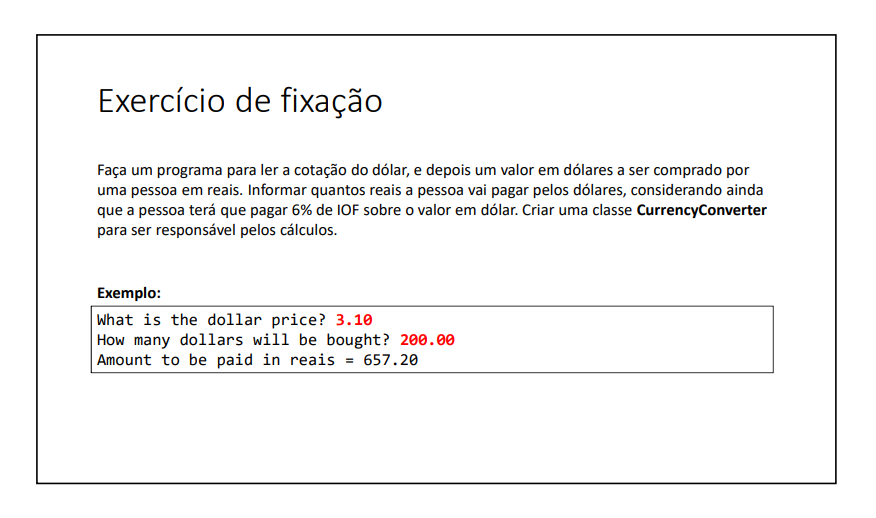 Exercício de fixação
Faça um programa para ler a cotação do dólar, e depois um valor em dólares a ser comprado por
uma pessoa em reais. Informar quantos reais a pessoa vai pagar pelos dólares, considerando ainda
que a pessoa terá que pagar 6% de IOF sobre o valor em dólar. Criar uma classe CurrencyConverter
para ser responsável pelos cálculos.
Exemplo:
What is the dollar price? 3.10
How many dollars will be bought? 200.00
Amount to be paid in reais = 657.20